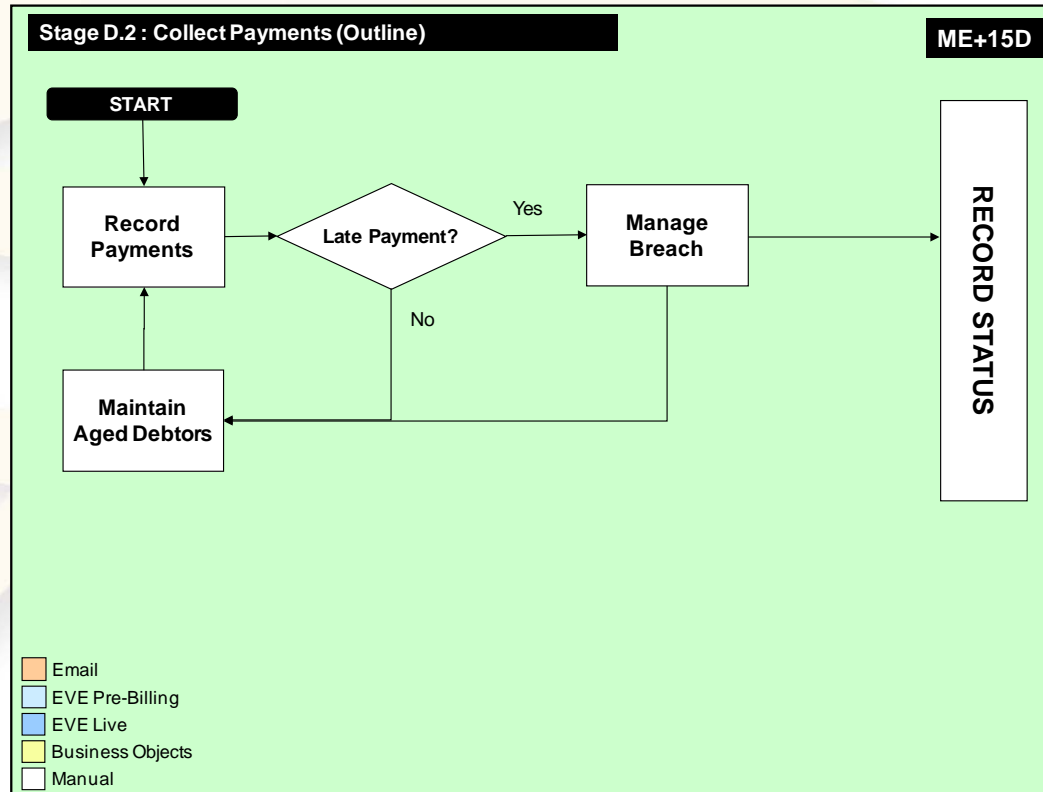 Stage D.2 : Collect Payments (Outline)
ME+15D
START
Record
Payments
Late Payment?
Yes
Manage
Breach
RECORD STATUS
No
Maintain
Aged Debtors
Email
EVE Pre-Billing
EVE Live
Business Objects
Manual